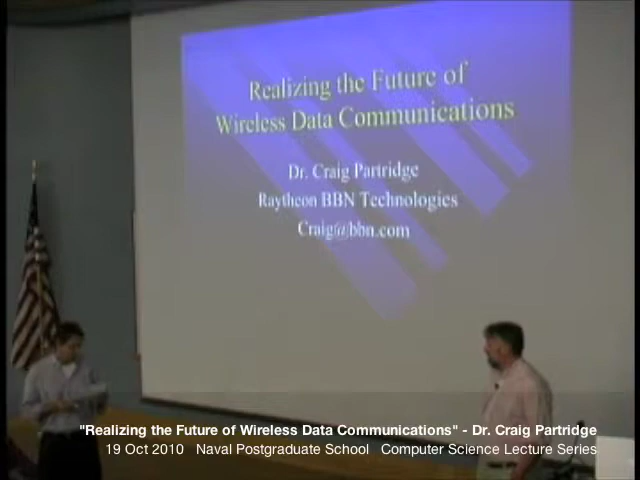 Realizing the Future of
Wireless Data Communications
Dr. Craig Partridge
Raytheon BBN Technologies
Craig@bbn.com
"Realizing the Future of Wireless Data Communications" - Dr. Craig Partridge
19 Oct 2010 Naval Postgraduate School Computer Science Lecture Series